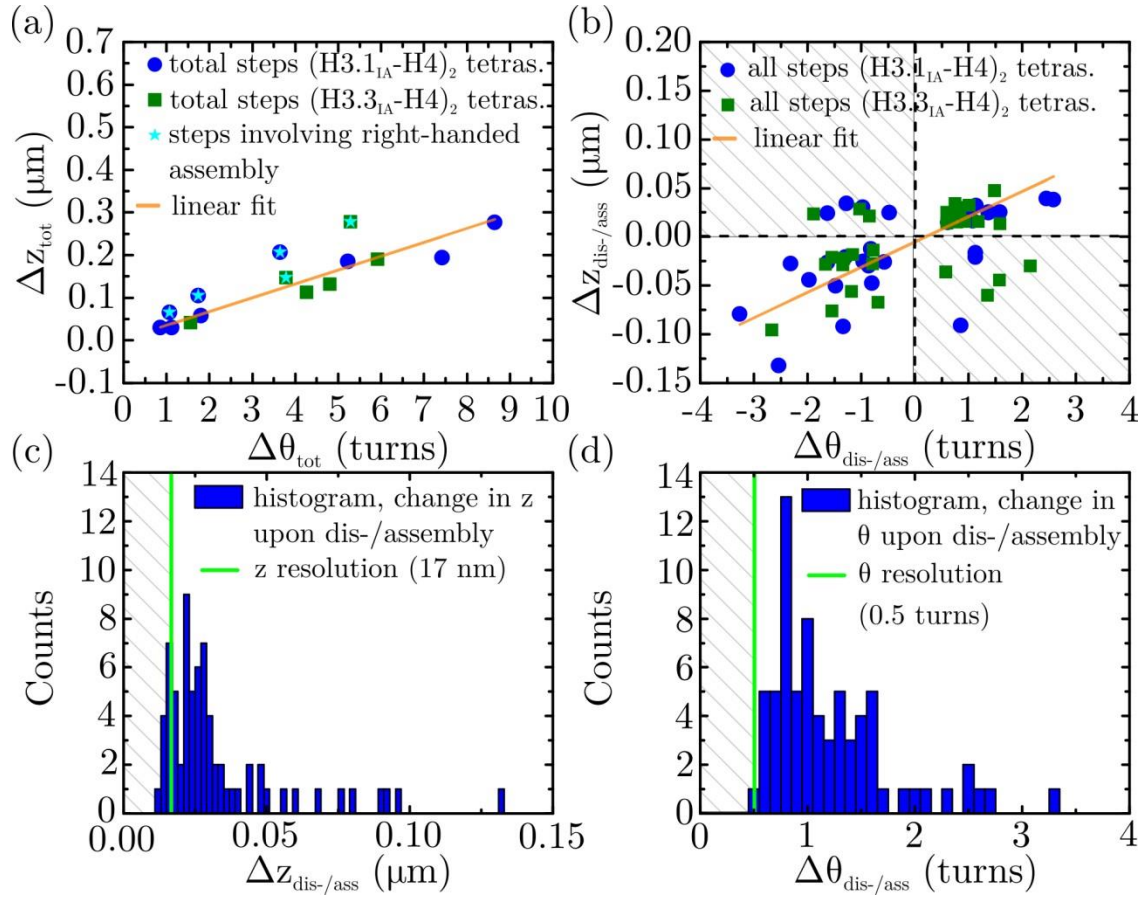 (a)
0.7
0.6
0.5
0.4
0.3
0.2
0.1
0.0
-0.1
Δz_tot (μm)
total steps (H3.1_IA-H4)_2 tetras.
total steps (H3.3_IA-H4)_2 tetras.
steps involving right-handed
assembly
linear fit
0 1 2 3 4 5 6 7 8 9 10
Δθ_tot (turns)
(b)
0.20
0.15
0.10
0.05
0.00
-0.05
-0.10
-0.15
Δz_dis-/ass (μm)
all steps (H3.1_IA-H4)_2 tetras.
all steps (H3.3_IA-H4)_2 tetras.
linear fit
-4 -3 -2 -1 0 1 2 3 4
Δθ_dis-/ass (turns)
(c)
14
12
10
8
6
4
2
0
Counts
histogram, change in z
upon dis-/assembly
z resolution (17 nm)
0.00 0.05 0.10 0.15
Δz_dis-/ass (μm)
(d)
14
12
10
8
6
4
2
0
Counts
histogram, change in
θ upon dis-/assembly
θ resolution
(0.5 turns)
0 1 2 3 4
Δθ_dis-/ass (turns)